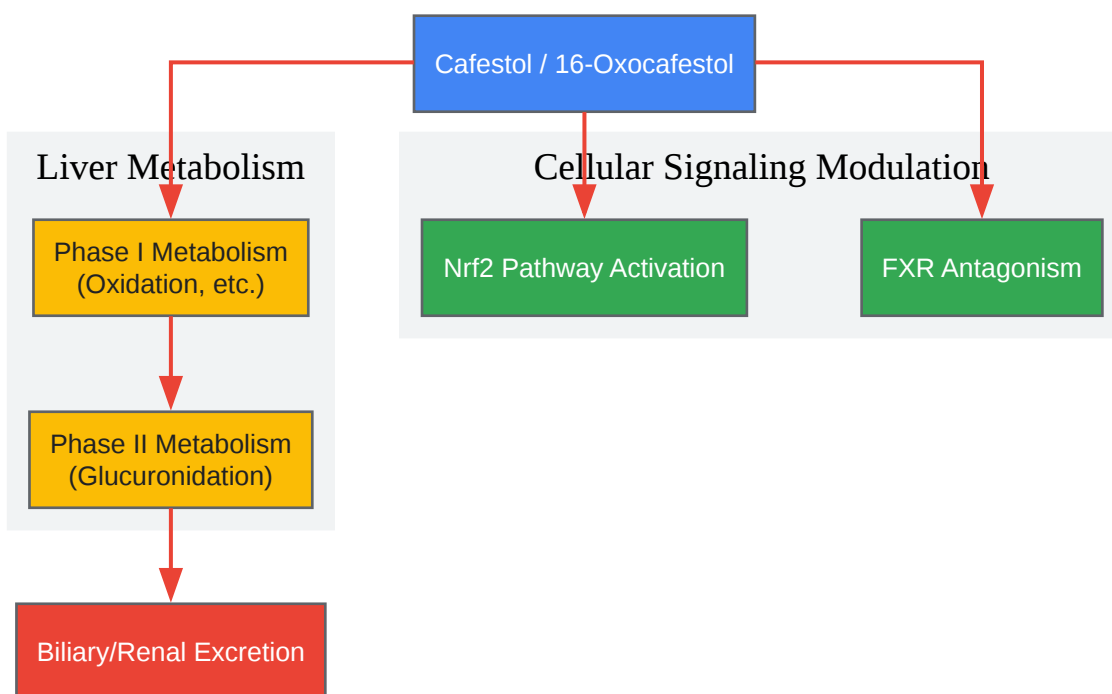 Cafestol / 16-Oxocafestol
Liver Metabolism
Cellular Signaling Modulation
Phase I Metabolism
(Oxidation, etc.)
Nrf2 Pathway Activation
FXR Antagonism
Phase II Metabolism
(Glucuronidation)
Biliary/Renal Excretion